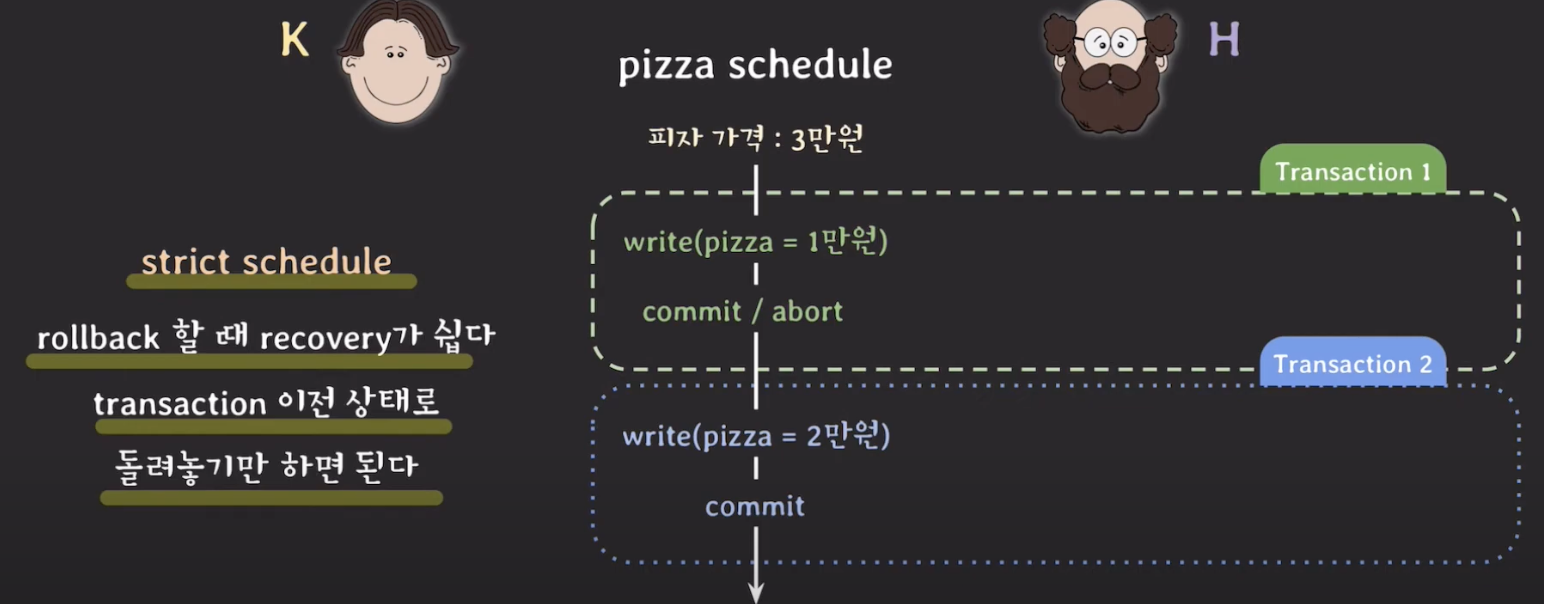 K
H
pizza schedule
피자 가격 : 3만원
Transaction 1
write(pizza = 1만원)
commit / abort
Transaction 2
write(pizza = 2만원)
commit
strict schedule
rollback 할 때 recovery가 쉽다
transaction 이전 상태로
돌려놓기만 하면 된다